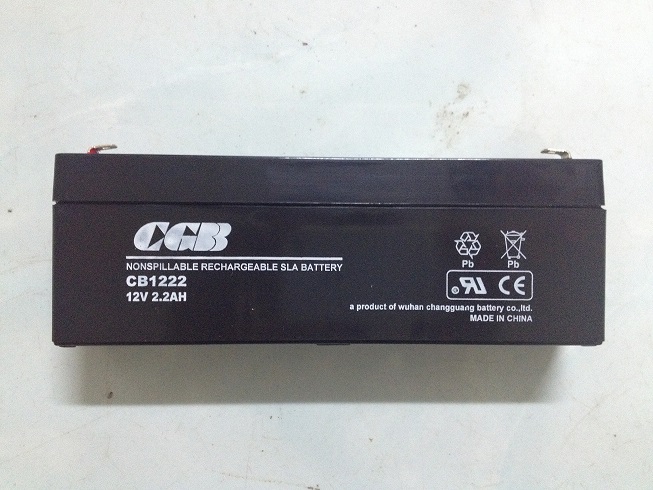 CGB
NONSPILLABLE RECHARGEABLE SLA BATTERY
CB1222
12V 2.2AH
Pb Pb
R RU CE
a product of wuhan changguang battery co.,ltd.
MADE IN CHINA